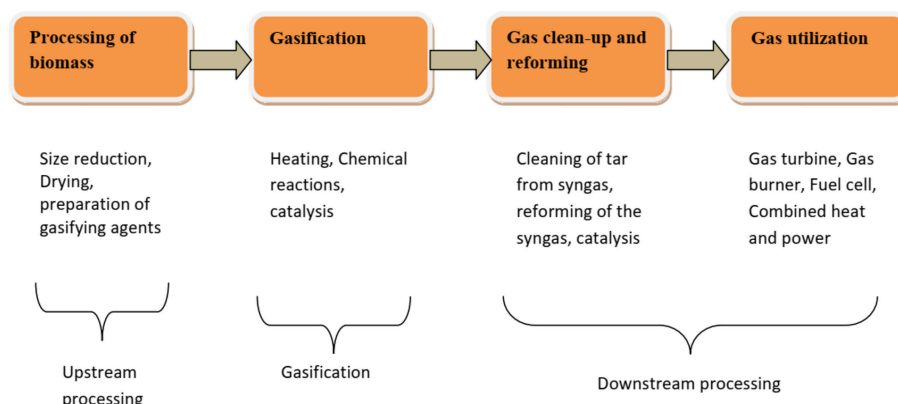 Processing of
biomass
Gasification
Gas clean-up and
reforming
Gas utilization
Size reduction,
Drying,
preparation of
gasifying agents
Heating, Chemical
reactions,
catalysis
Cleaning of tar
from syngas,
reforming of the
syngas, catalysis
Gas turbine, Gas
burner, Fuel cell,
Combined heat
and power
Upstream
processing
Gasification
Downstream processing